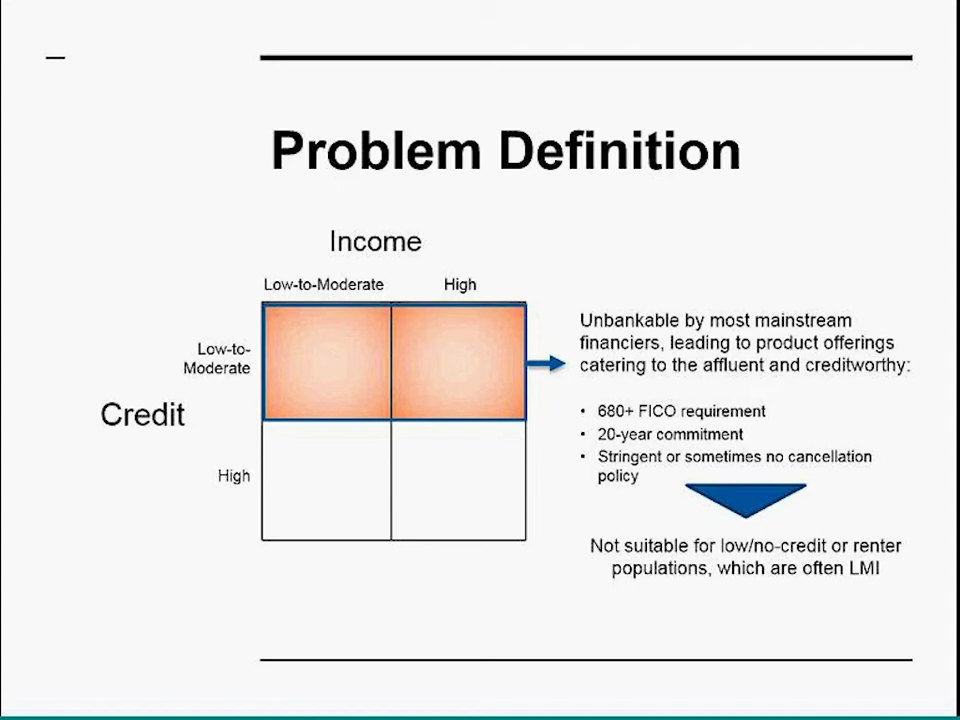 Problem Definition
Income
Low-to-Moderate High
Low-to-
Moderate
Credit
High
Unbankable by most mainstream
financiers, leading to product offerings
catering to the affluent and creditworthy:
• 680+ FICO requirement
• 20-year commitment
• Stringent or sometimes no cancellation
policy
Not suitable for low/no-credit or renter
populations, which are often LMI